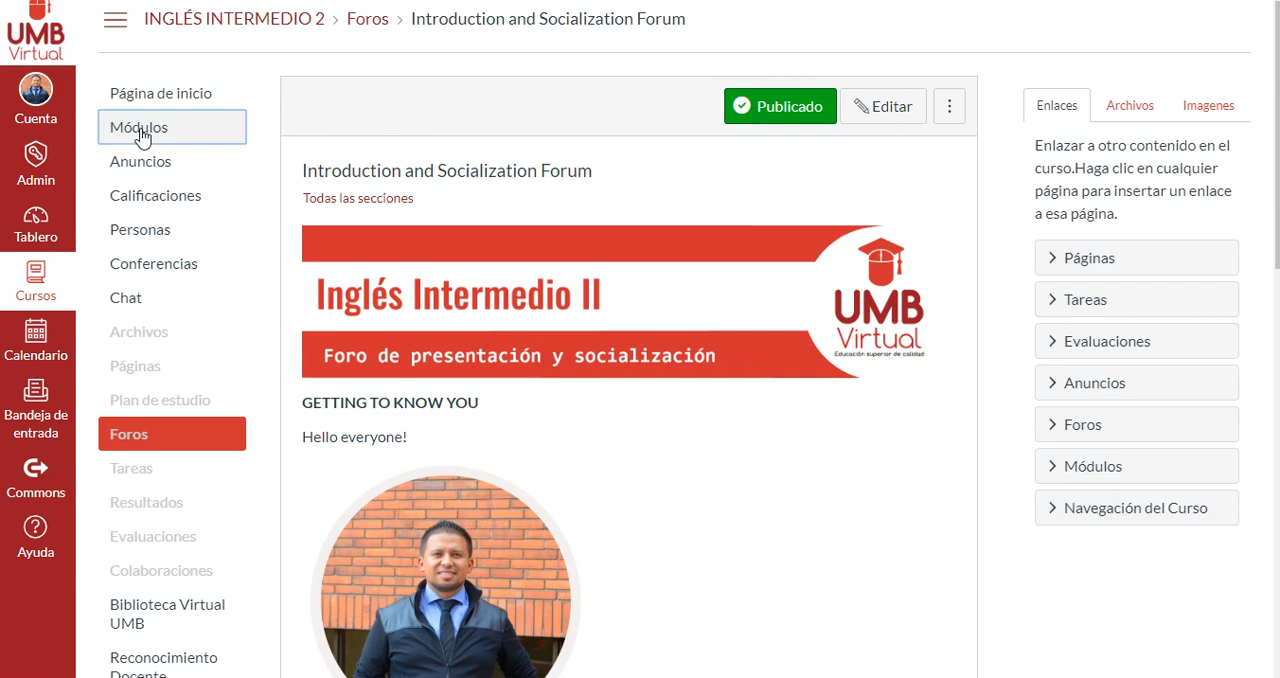 UMB
Virtual
INGLÉS INTERMEDIO 2 › Foros › Introduction and Socialization Forum
Cuenta
Admin
Tablero
Cursos
Calendario
Bandeja de
entrada
Commons
Ayuda
Página de inicio
Módulos
Anuncios
Calificaciones
Personas
Conferencias
Chat
Archivos
Páginas
Plan de estudio
Foros
Tareas
Resultados
Evaluaciones
Colaboraciones
Biblioteca Virtual
UMB
Reconocimiento
Docente
Publicado
Editar
Introduction and Socialization Forum
Todas las secciones
Inglés Intermedio II
Foro de presentación y socialización
UMB
Virtual
Educación superior de calidad
GETTING TO KNOW YOU
Hello everyone!
Enlaces Archivos Imagenes
Enlazar a otro contenido en el
curso.Haga clic en cualquier
página para insertar un enlace
a esa página.
Páginas
Tareas
Evaluaciones
Anuncios
Foros
Módulos
Navegación del Curso